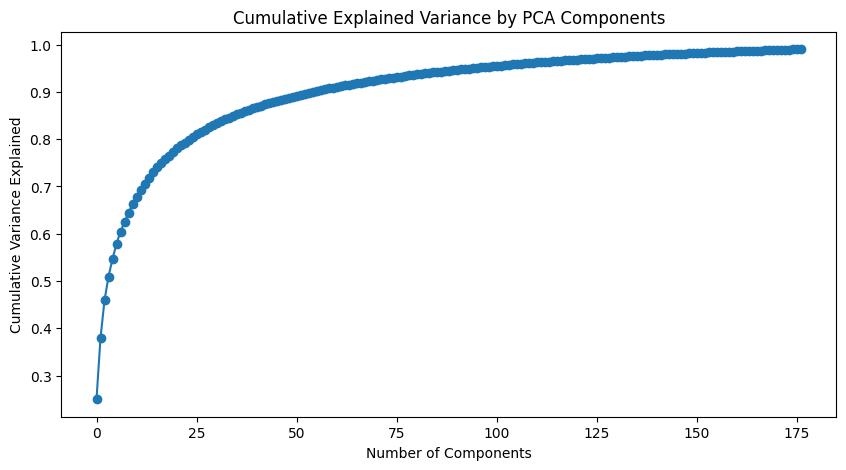 Cumulative Explained Variance by PCA Components
Cumulative Variance Explained
1.0
0.9
0.8
0.7
0.6
0.5
0.4
0.3
0 25 50 75 100 125 150 175
Number of Components